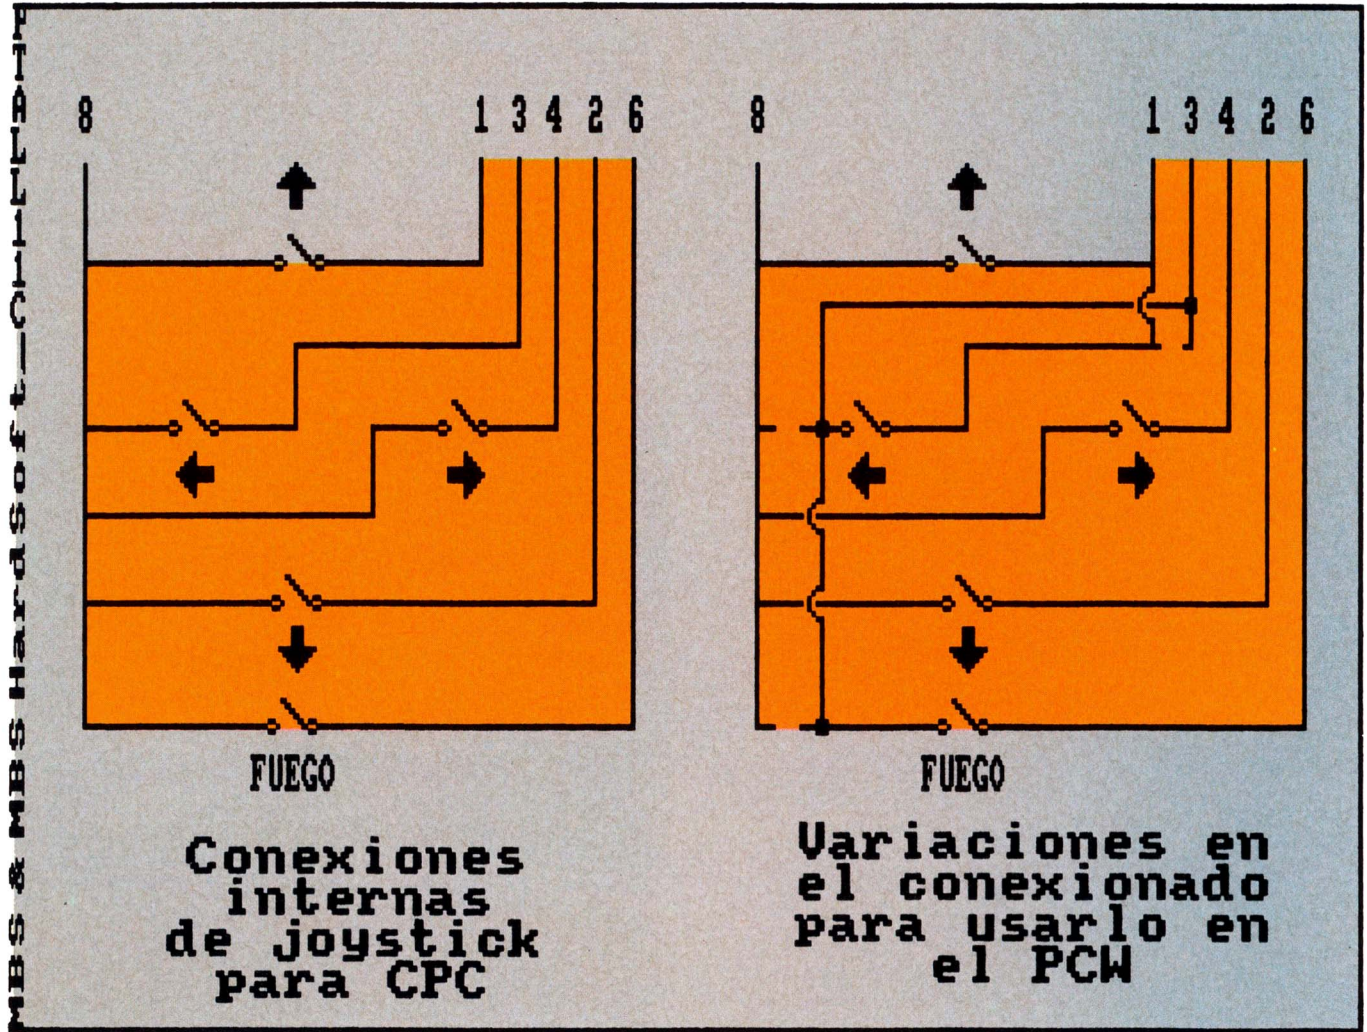 8 1 3 4 2 6
8 1 3 4 2 6
FUEGO
FUEGO
Conexiones
internas
de joystick
para CPC
Variaciones en
el conexionado
para usarlo en
el PCW
MBS & MBS HardSoft